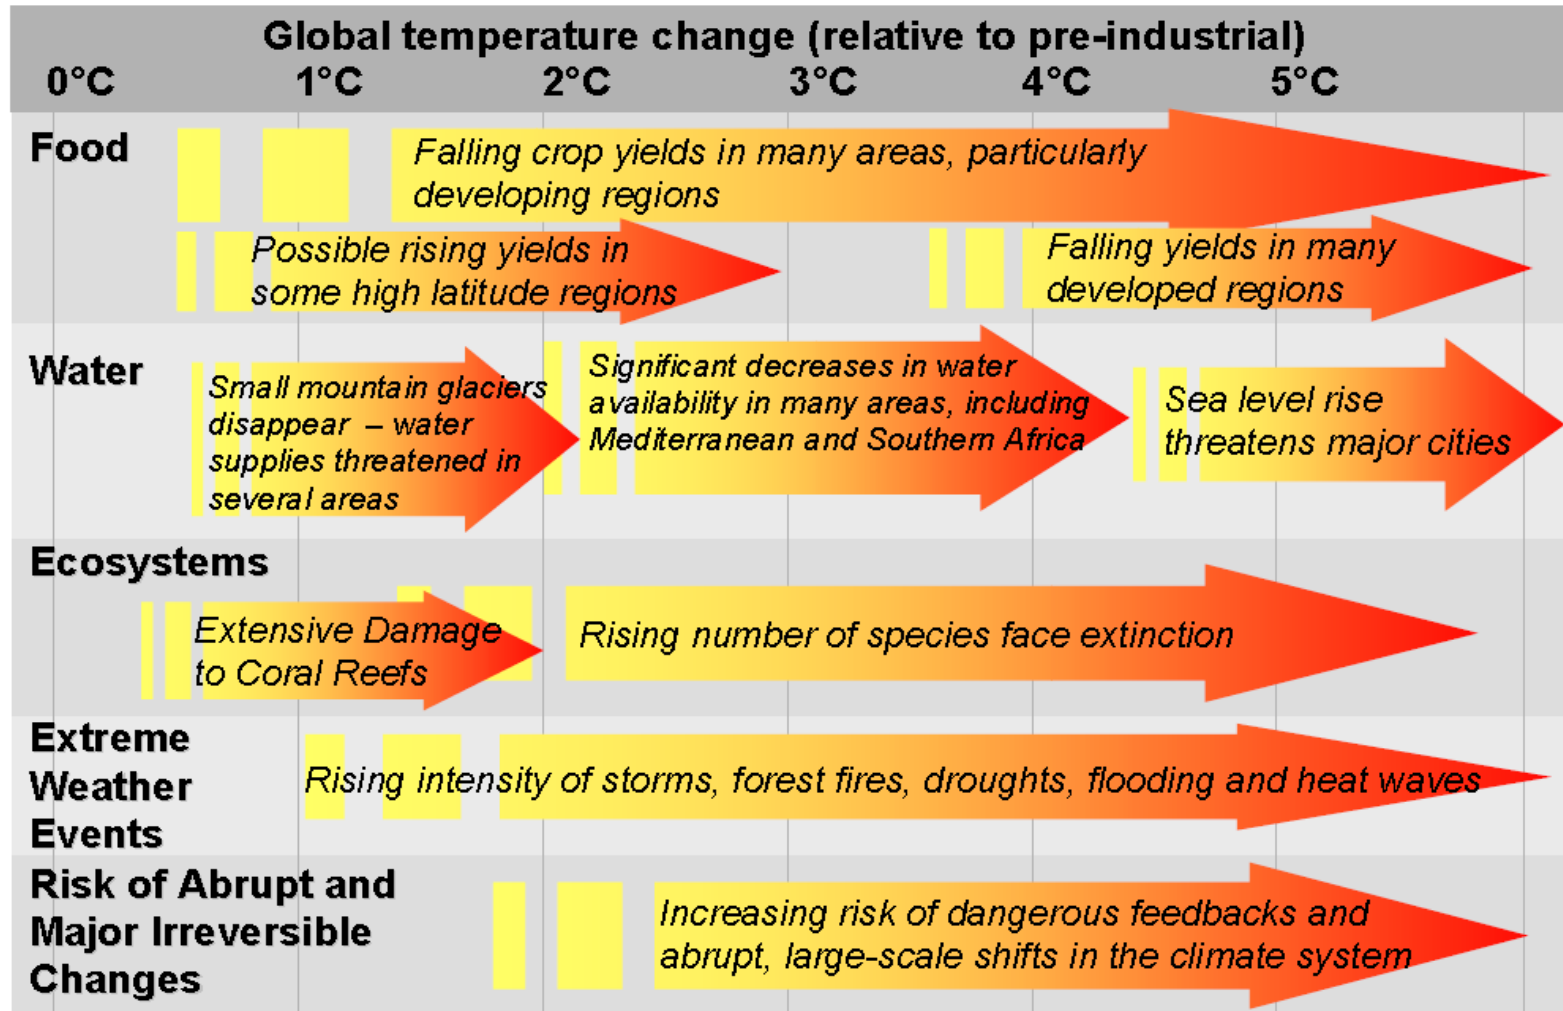 Global temperature change (relative to pre-industrial)
0°C 1°C 2°C 3°C 4°C 5°C
Food
Falling crop yields in many areas, particularly
developing regions
Possible rising yields in
some high latitude regions
Falling yields in many
developed regions
Water
Small mountain glaciers
disappear – water
supplies threatened in
several areas
Significant decreases in water
availability in many areas, including
Mediterranean and Southern Africa
Sea level rise
threatens major cities
Ecosystems
Extensive Damage
to Coral Reefs
Rising number of species face extinction
Extreme
Weather
Events
Rising intensity of storms, forest fires, droughts, flooding and heat waves
Risk of Abrupt and
Major Irreversible
Changes
Increasing risk of dangerous feedbacks and
abrupt, large-scale shifts in the climate system